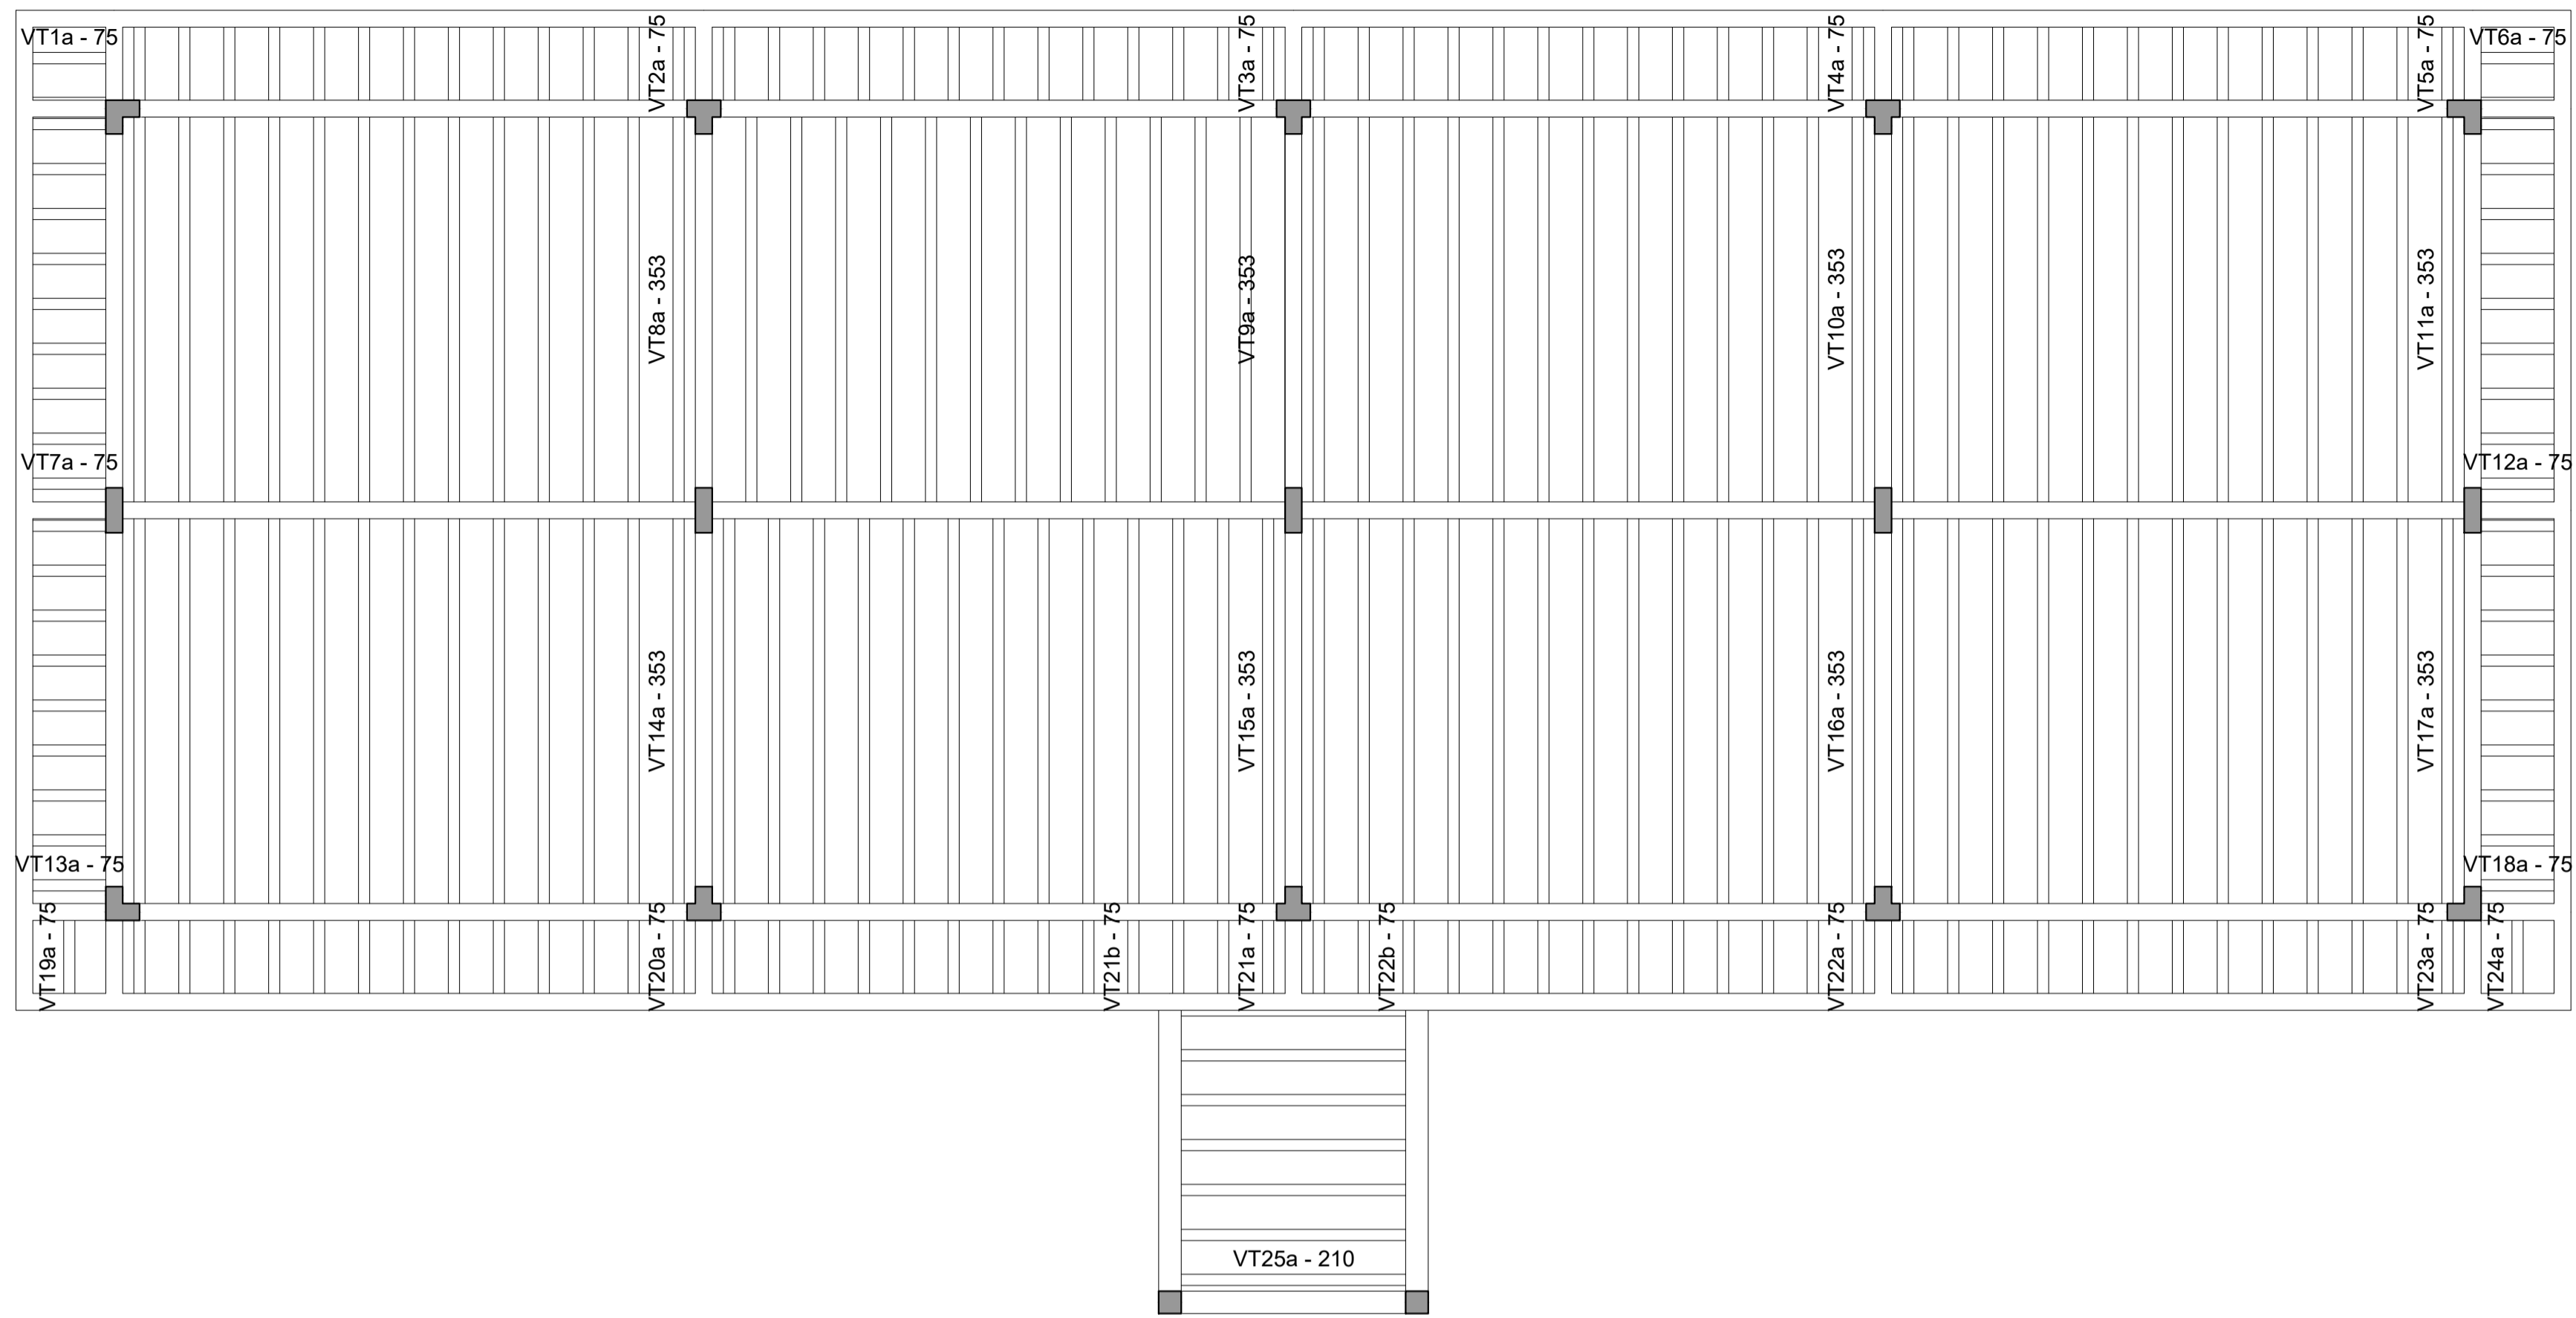 VT1a - 75
VT2a - 75
VT3a - 75
VT4a - 75
VT5a - 75
VT6a - 75
VT8a - 353
VT9a - 353
VT10a - 353
VT11a - 353
VT7a - 75
VT12a - 75
VT14a - 353
VT15a - 353
VT16a - 353
VT17a - 353
VT13a - 75
VT18a - 75
VT19a - 75
VT20a - 75
VT21b - 75
VT21a - 75
VT22b - 75
VT22a - 75
VT23a - 75
VT24a - 75
VT25a - 210